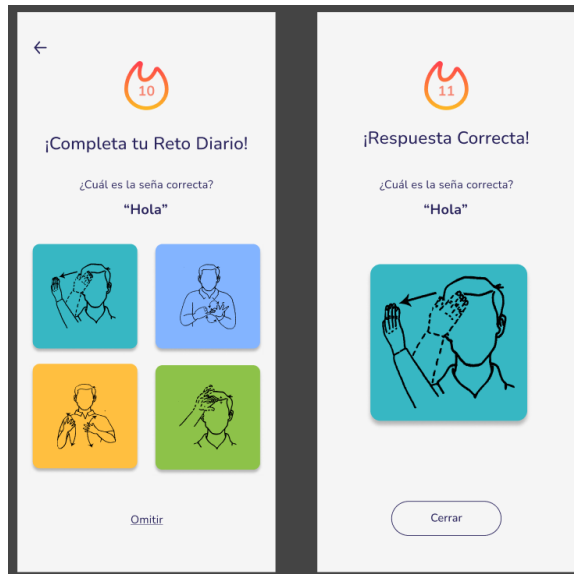 10
¡Completa tu Reto Diario!
¿Cuál es la seña correcta?
“Hola”
Omitir
11
¡Respuesta Correcta!
¿Cuál es la seña correcta?
“Hola”
Cerrar